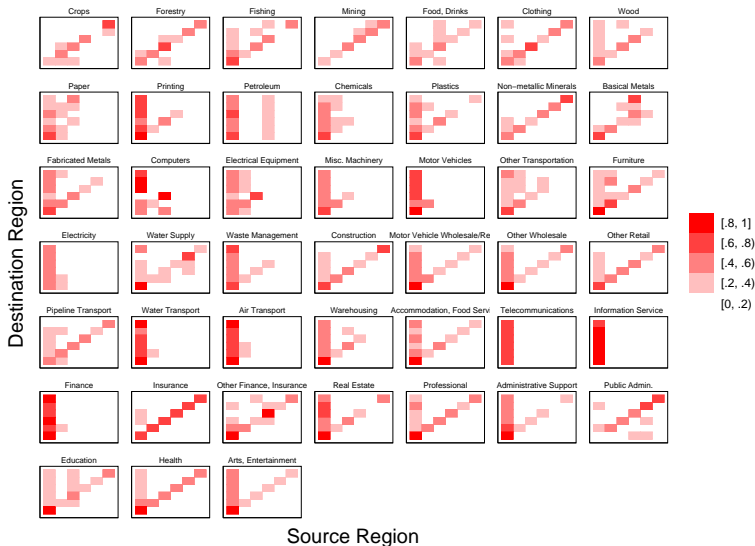 Crops
Forestry
Fishing
Mining
Food, Drinks
Clothing
Wood
Paper
Printing
Petroleum
Chemicals
Plastics
Non−metallic Minerals
Basical Metals
Fabricated Metals
Computers
Electrical Equipment
Misc. Machinery
Motor Vehicles
Other Transportation
Furniture
Electricity
Water Supply
Waste Management
Construction
Motor Vehicle Wholesale/Re
Other Wholesale
Other Retail
Pipeline Transport
Water Transport
Air Transport
Warehousing
Accommodation, Food Servi
Telecommunications
Information Service
Finance
Insurance
Other Finance, Insurance
Real Estate
Professional
Administrative Support
Public Admin.
Education
Health
Arts, Entertainment
Destination Region
Source Region
[.8, 1]
[.6, .8)
[.4, .6)
[.2, .4)
[0, .2)